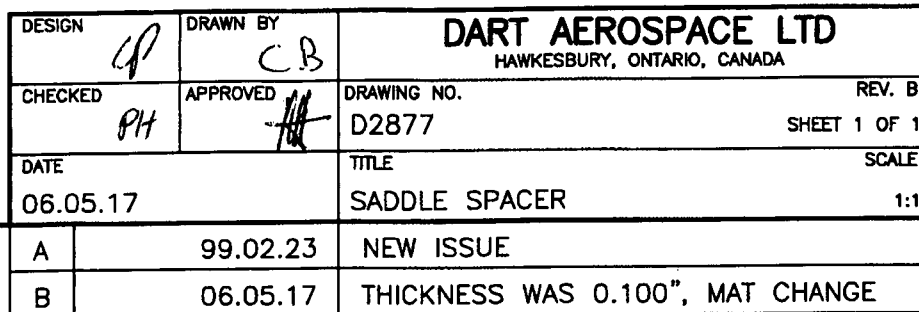 DESIGN
CP
DRAWN BY
C.B
DART AEROSPACE LTD
HAWKESBURY, ONTARIO, CANADA
CHECKED
PH
APPROVED
DRAWING NO.
REV. B
D2877
SHEET 1 OF 1
DATE
TITLE
SCALE
06.05.17
SADDLE SPACER
1:1
A 99.02.23 NEW ISSUE
B 06.05.17 THICKNESS WAS 0.100", MAT CHANGE